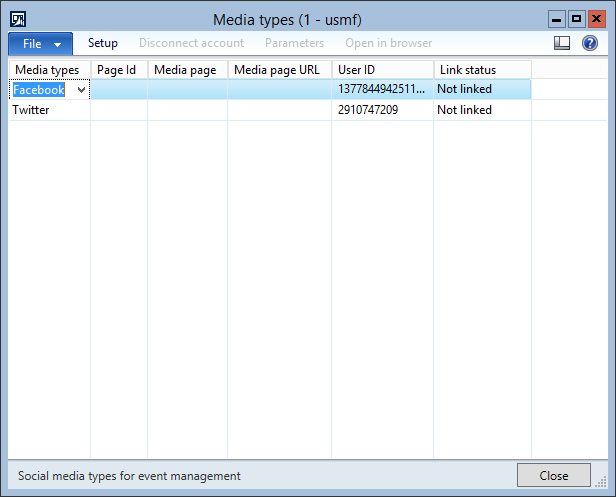 Media types (1 - usmf)
File Setup Disconnect account Parameters Open in browser
Media types Page Id Media page Media page URL User ID Link status
Facebook 1377844942511... Not linked
Twitter 2910747209 Not linked
Social media types for event management Close